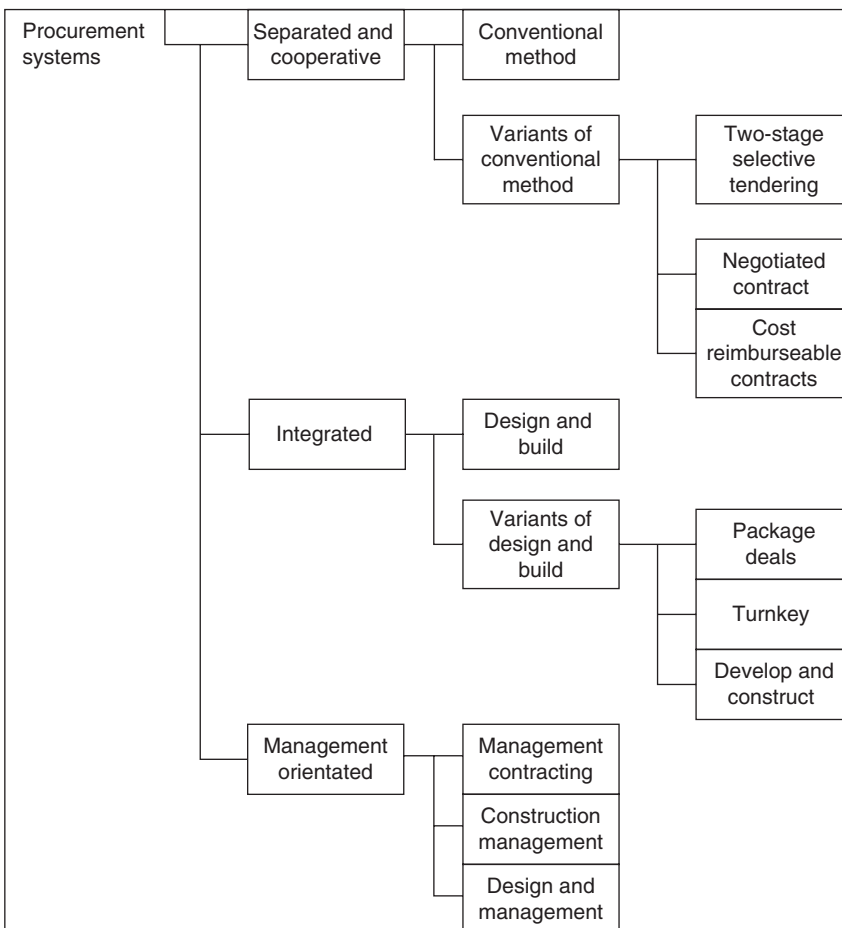 Procurement
systems
Separated and
cooperative
Conventional
method
Variants of
conventional
method
Two-stage
selective
tendering
Negotiated
contract
Cost
reimburseable
contracts
Integrated
Design and
build
Variants of
design and
build
Package
deals
Turnkey
Develop and
construct
Management
orientated
Management
contracting
Construction
management
Design and
management